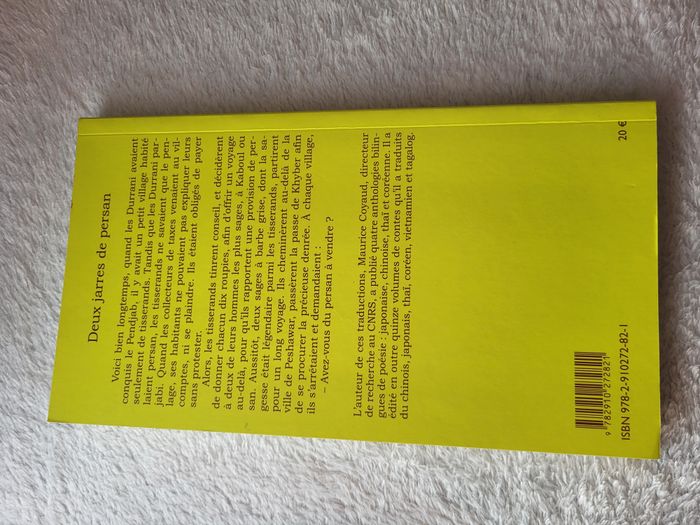 Deux jarres de persan
Voici bien longtemps, quand les Durrani avaient
conquis le Pendjab, il y avait un petit village habité
seulement de tisserands. Tandis que les Durrani par-
laient persan, les tisserands ne savaient que le pen-
jabi. Quand les collecteurs de taxes venaient au vil-
lage, ses habitants ne pouvaient pas expliquer leurs
comptes, ni se plaindre. Ils étaient obligés de payer
sans protester.
Alors, les tisserands tinrent conseil, et décidèrent
de donner chacun dix roupies, afin d'offrir un voyage
à deux de leurs hommes les plus sages, à Kaboul ou
au-delà, pour qu'ils rapportent une provision de per-
san. Aussitôt, deux sages à barbe grise, dont la sa-
gesse était légendaire parmi les tisserands, partirent
pour un long voyage. Ils cheminèrent au-delà de la
ville de Peshawar, passèrent la passe de Khyber afin
de se procurer la précieuse denrée. A chaque village,
ils s'arrêtaient et demandaient :
– Avez-vous du persan à vendre ?
L'auteur de ces traductions, Maurice Coyaud, directeur
de recherche au CNRS, a publié quatre anthologies bilin-
gues de poésie : japonaise, chinoise, thaï et coréenne. Il a
édité en outre quinze volumes de contes qu'il a traduits
du chinois, japonais, thaï, coréen, vietnamien et tagalog.
9 782910 272821
ISBN 978-2-910272-82-1
20 €